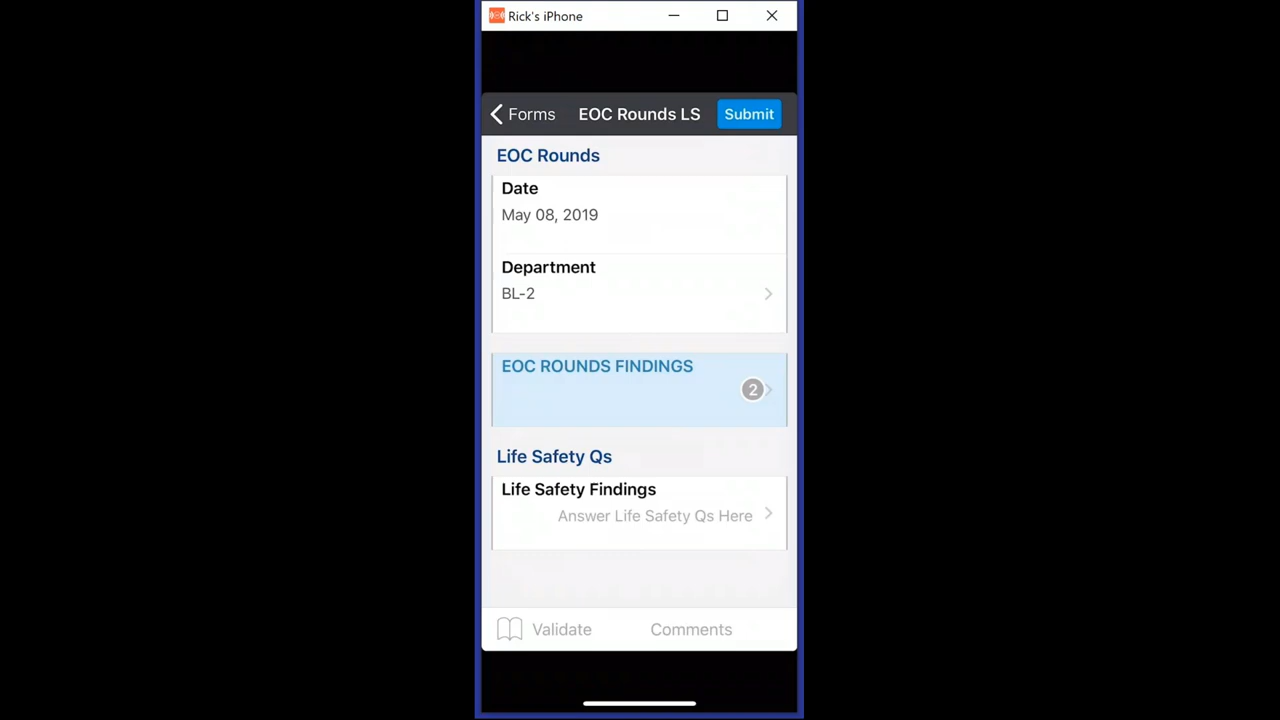 Rick's iPhone
Forms EOC Rounds LS Submit
EOC Rounds
Date
May 08, 2019
Department
BL-2
EOC ROUNDS FINDINGS
2
Life Safety Qs
Life Safety Findings
Answer Life Safety Qs Here
Validate Comments